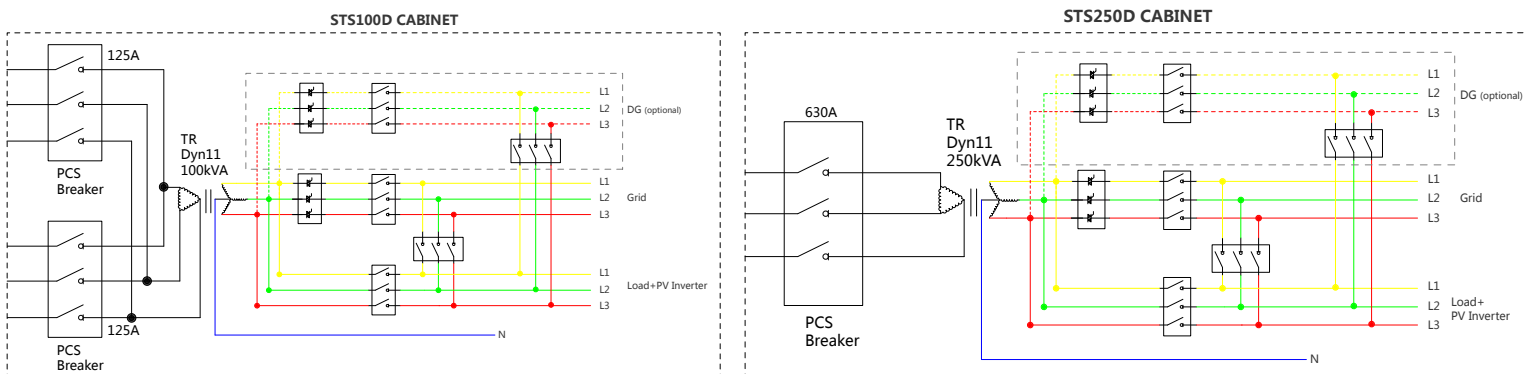 STS100D CABINET
125A
PCS
Breaker
TR
Dyn11
100kVA
L1
L2
L3
DG (optional)
L1
L2
L3
Grid
L1
L2
L3
Load+PV Inverter
N
125A
PCS
Breaker
STS250D CABINET
630A
PCS
Breaker
TR
Dyn11
250kVA
L1
L2
L3
DG (optional)
L1
L2
L3
Grid
L1
L2
L3
Load+
PV Inverter
N